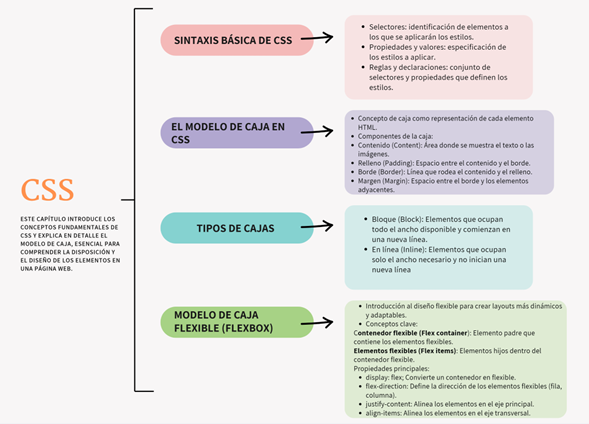 CSS
ESTE CAPÍTULO INTRODUCE LOS
CONCEPTOS FUNDAMENTALES DE
CSS Y EXPLICA EN DETALLE EL
MODELO DE CAJA, ESENCIAL PARA
COMPRENDER LA DISPOSICIÓN Y
EL DISEÑO DE LOS ELEMENTOS EN
UNA PÁGINA WEB.
SINTAXIS BÁSICA DE CSS
• Selectores: identificación de elementos a
los que se aplicarán los estilos.
• Propiedades y valores: especificación de
los estilos a aplicar.
• Reglas y declaraciones: conjunto de
selectores y propiedades que definen los
estilos.
EL MODELO DE CAJA EN
CSS
• Concepto de caja como representación de cada elemento
HTML.
• Componentes de la caja:
• Contenido (Content): Área donde se muestra el texto o las
imágenes.
• Relleno (Padding): Espacio entre el contenido y el borde.
• Borde (Border): Línea que rodea el contenido y el relleno.
• Margen (Margin): Espacio entre el borde y los elementos
adyacentes.
TIPOS DE CAJAS
• Bloque (Block): Elementos que ocupan
todo el ancho disponible y comienzan en
una nueva línea.
• En línea (Inline): Elementos que ocupan
solo el ancho necesario y no inician una
nueva línea
MODELO DE CAJA
FLEXIBLE (FLEXBOX)
• Introducción al diseño flexible para crear layouts más dinámicos
y adaptables.
• Conceptos clave:
Contenedor flexible (Flex container): Elemento padre que
contiene los elementos flexibles.
Elementos flexibles (Flex items): Elementos hijos dentro del
contenedor flexible.
Propiedades principales:
• display: flex; Convierte un contenedor en flexible.
• flex-direction: Define la dirección de los elementos flexibles (fila,
columna).
• justify-content: Alinea los elementos en el eje principal.
• align-items: Alinea los elementos en el eje transversal.